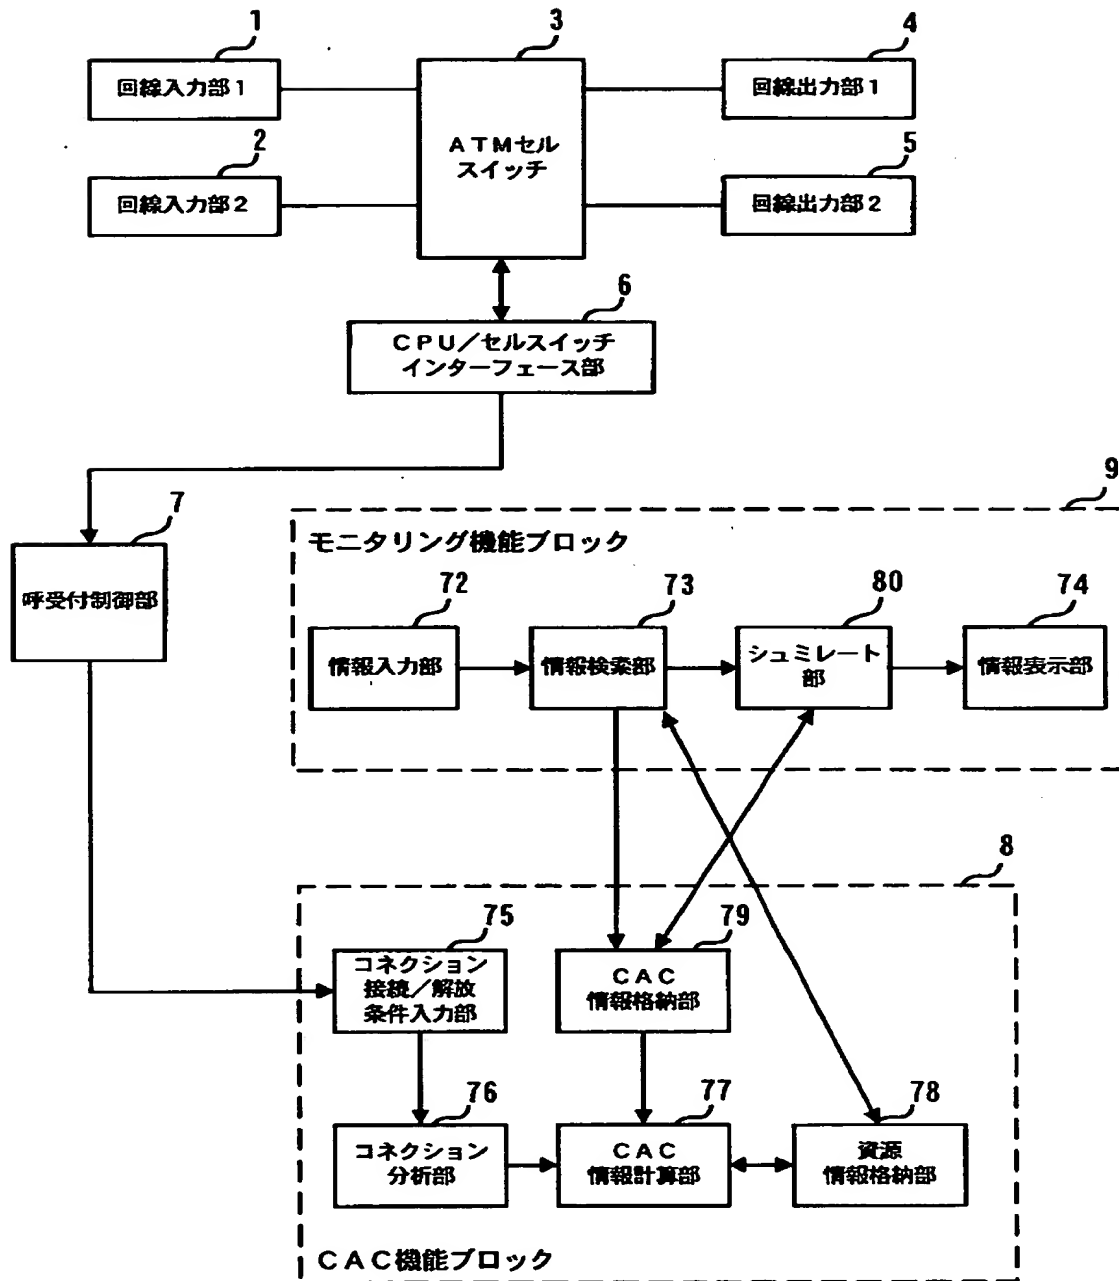 1
3
4
回線入力部1
ATMセル
スイッチ
回線出力部1
2
5
回線入力部2
回線出力部2
6
CPU/セルスイッチ
インターフェース部
7
9
呼受付制御部
モニタリング機能ブロック
72
73
80
74
情報入力部
情報検索部
シュミレート
部
情報表示部
8
75
79
コネクション
接続/解放
条件入力部
CAC
情報格納部
76
77
78
コネクション
分析部
CAC
情報計算部
資源
情報格納部
CAC機能ブロック